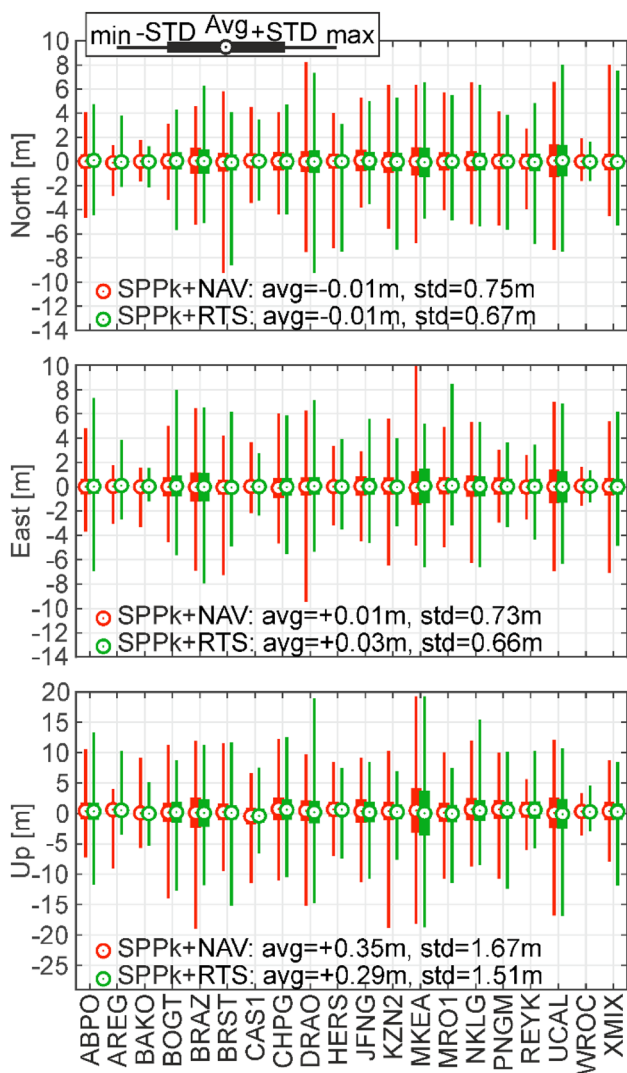 min -STD Avg +STD max
10
8
6
4
2
0
-2
-4
-6
-8
-10
-12
-14
North [m]
SPPk+NAV: avg=-0.01m, std=0.75m
SPPk+RTS: avg=-0.01m, std=0.67m
10
8
6
4
2
0
-2
-4
-6
-8
-10
-12
-14
East [m]
SPPk+NAV: avg=+0.01m, std=0.73m
SPPk+RTS: avg=+0.03m, std=0.66m
20
15
10
5
0
-5
-10
-15
-20
-25
Up [m]
SPPk+NAV: avg=+0.35m, std=1.67m
SPPk+RTS: avg=+0.29m, std=1.51m
ABPO
AREG
BAKO
BOGT
BRAZ
BRST
CAS1
CHPG
DRAO
HERS
JFNG
KZN2
MKEA
MRO1
NKLG
PNGM
REYK
UCAL
WROC
XMIX